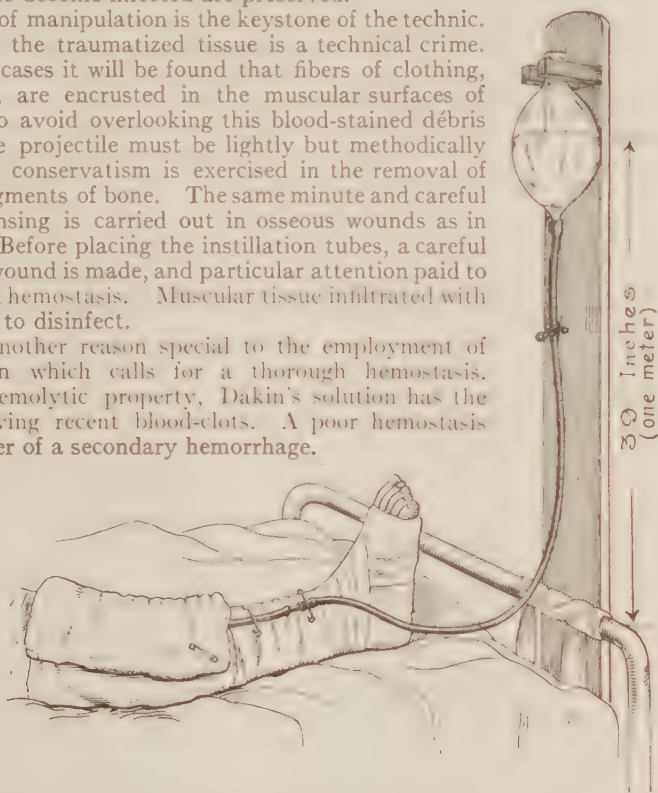 to become infected are preserved.
of manipulation is the keystone of the technic.
the traumatized tissue is a technical crime.
cases it will be found that fibers of clothing,
are encrusted in the muscular surfaces of
o avoid overlooking this blood-stained débris
e projectile must be lightly but methodically
conservatism is exercised in the removal of
gments of bone. The same minute and careful
nsing is carried out in osseous wounds as in
Before placing the instillation tubes, a careful
wound is made, and particular attention paid to
hemostasis. Muscular tissue infiltrated with
to disinfect.
nother reason special to the employment of
n which calls for a thorough hemostasis.
emolytic property, Dakin's solution has the
ving recent blood-clots. A poor hemostasis
er of a secondary hemorrhage.
39 Inches
(one meter)